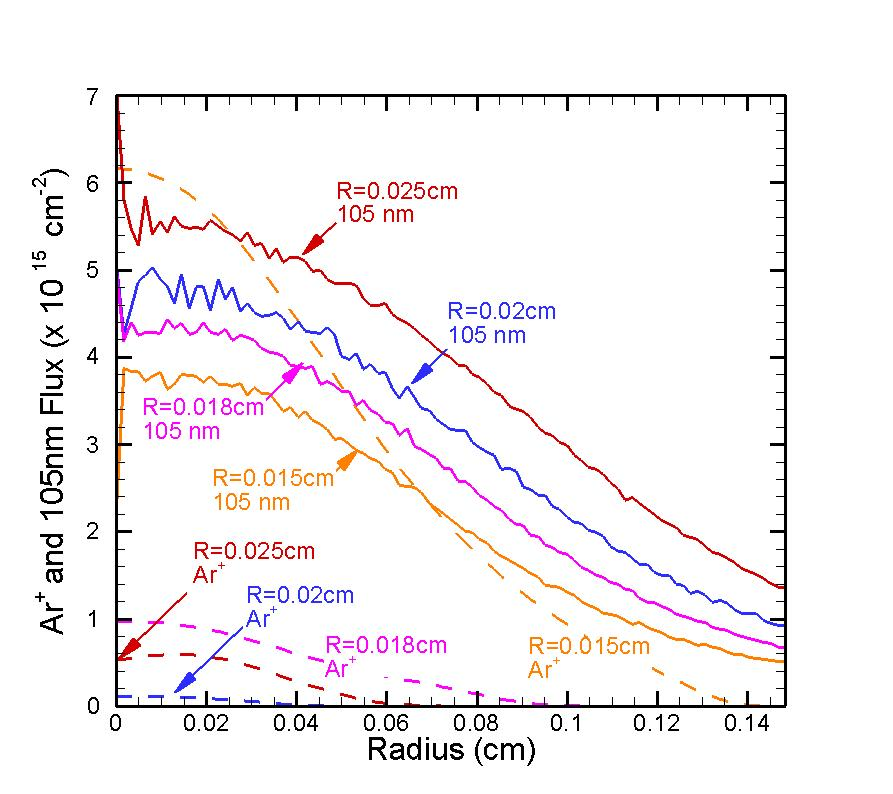 7
6
5
4
3
2
1
0
Ar⁺ and 105nm Flux (x 10¹⁵ cm⁻²)
R=0.025cm
105 nm
R=0.02cm
105 nm
R=0.018cm
105 nm
R=0.015cm
105 nm
R=0.025cm
Ar⁺
R=0.02cm
Ar⁺
R=0.018cm
Ar⁺
R=0.015cm
Ar⁺
0 0.02 0.04 0.06 0.08 0.1 0.12 0.14
Radius (cm)